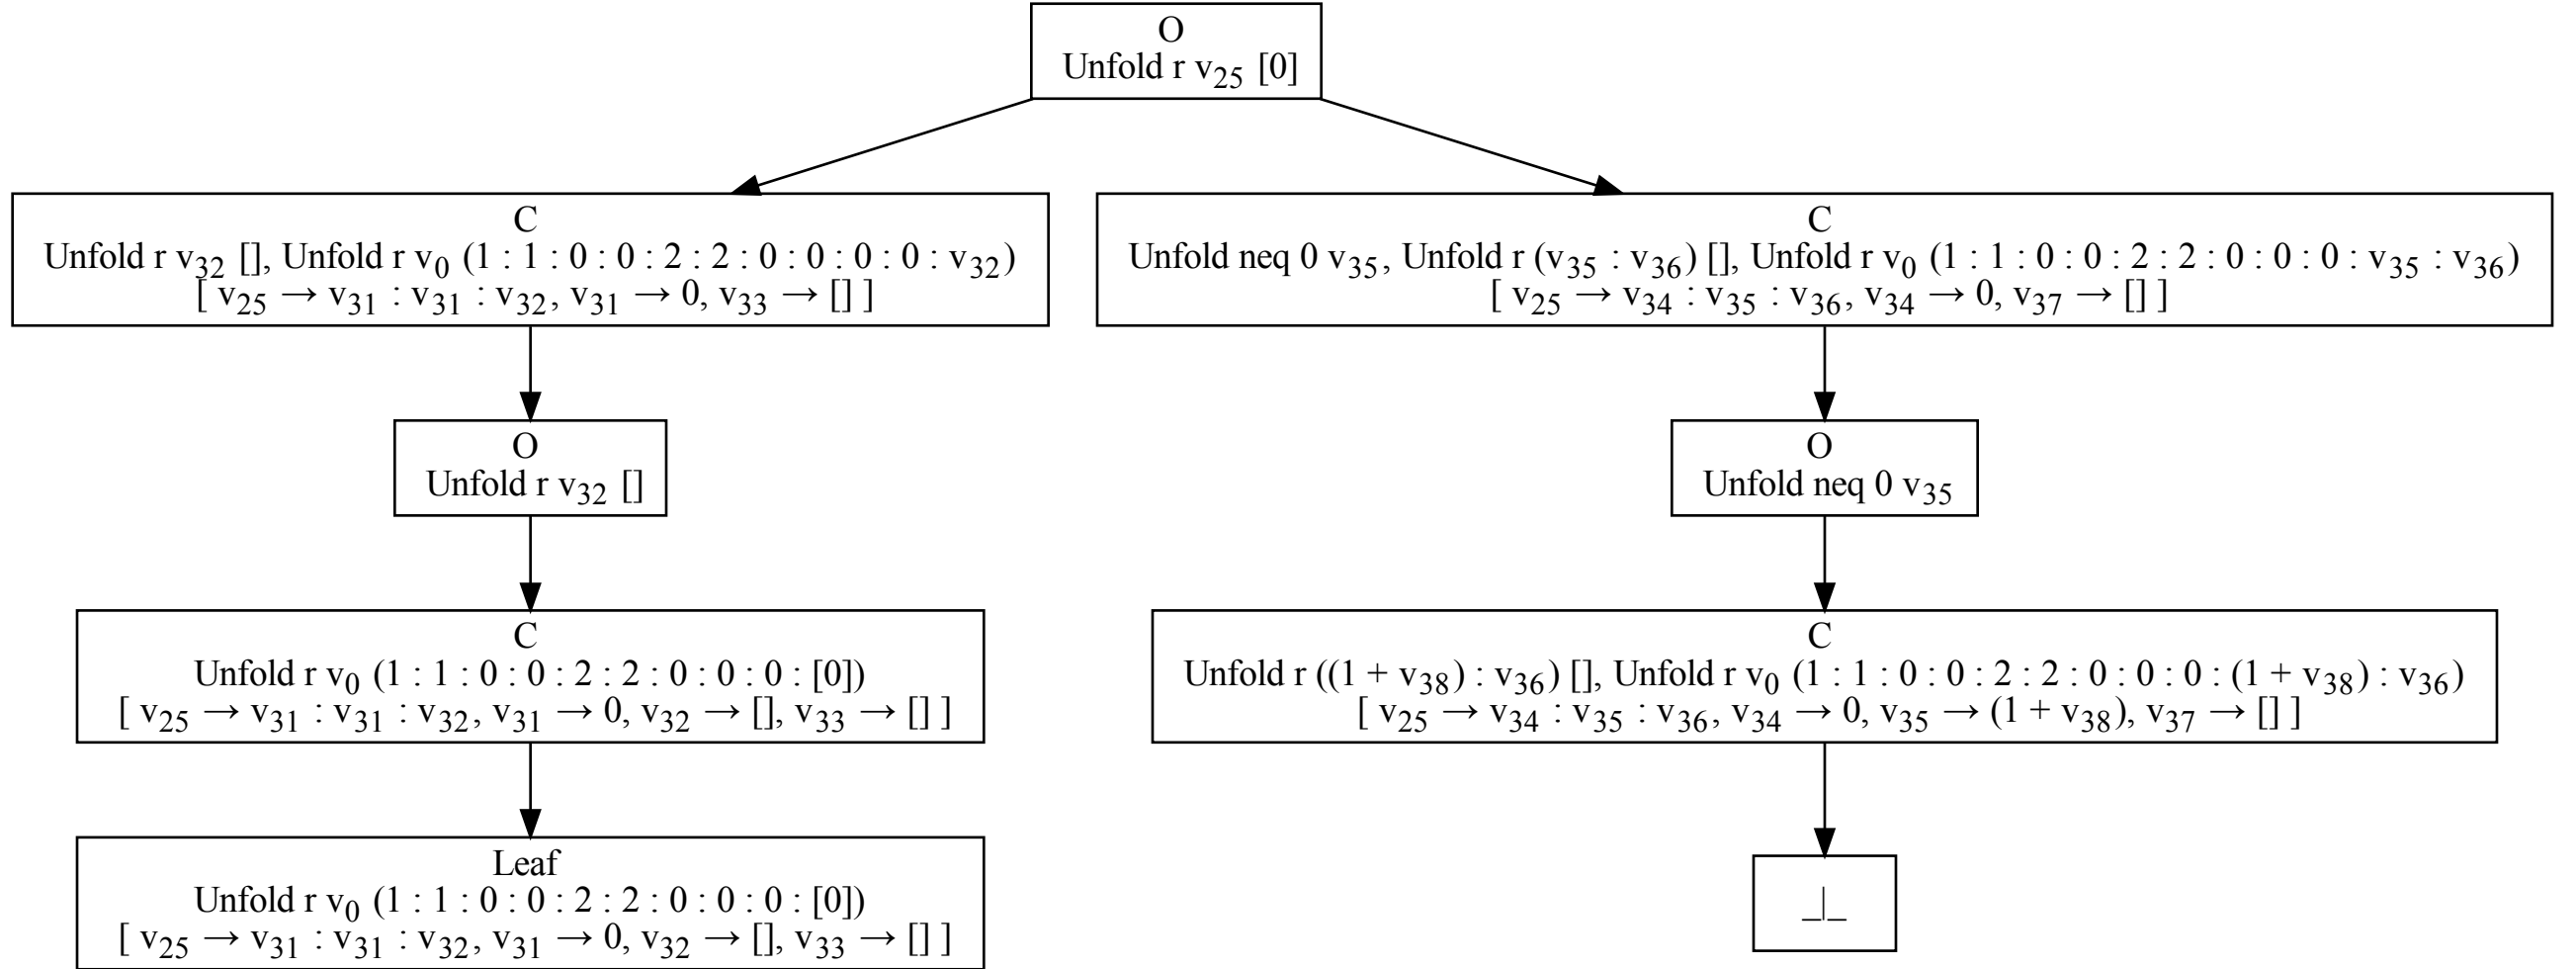 O
Unfold r v₂₅ [0]
C
Unfold r v₃₂ [], Unfold r v₀ (1 : 1 : 0 : 0 : 2 : 2 : 0 : 0 : 0 : 0 : v₃₂)
[ v₂₅ → v₃₁ : v₃₁ : v₃₂, v₃₁ → 0, v₃₃ → [] ]
C
Unfold neq 0 v₃₅, Unfold r (v₃₅ : v₃₆) [], Unfold r v₀ (1 : 1 : 0 : 0 : 2 : 2 : 0 : 0 : 0 : v₃₅ : v₃₆)
[ v₂₅ → v₃₄ : v₃₅ : v₃₆, v₃₄ → 0, v₃₇ → [] ]
O
Unfold r v₃₂ []
O
Unfold neq 0 v₃₅
C
Unfold r v₀ (1 : 1 : 0 : 0 : 2 : 2 : 0 : 0 : 0 : [0])
[ v₂₅ → v₃₁ : v₃₁ : v₃₂, v₃₁ → 0, v₃₂ → [], v₃₃ → [] ]
C
Unfold r ((1 + v₃₈) : v₃₆) [], Unfold r v₀ (1 : 1 : 0 : 0 : 2 : 2 : 0 : 0 : 0 : (1 + v₃₈) : v₃₆)
[ v₂₅ → v₃₄ : v₃₅ : v₃₆, v₃₄ → 0, v₃₅ → (1 + v₃₈), v₃₇ → [] ]
Leaf
Unfold r v₀ (1 : 1 : 0 : 0 : 2 : 2 : 0 : 0 : 0 : [0])
[ v₂₅ → v₃₁ : v₃₁ : v₃₂, v₃₁ → 0, v₃₂ → [], v₃₃ → [] ]
_|_